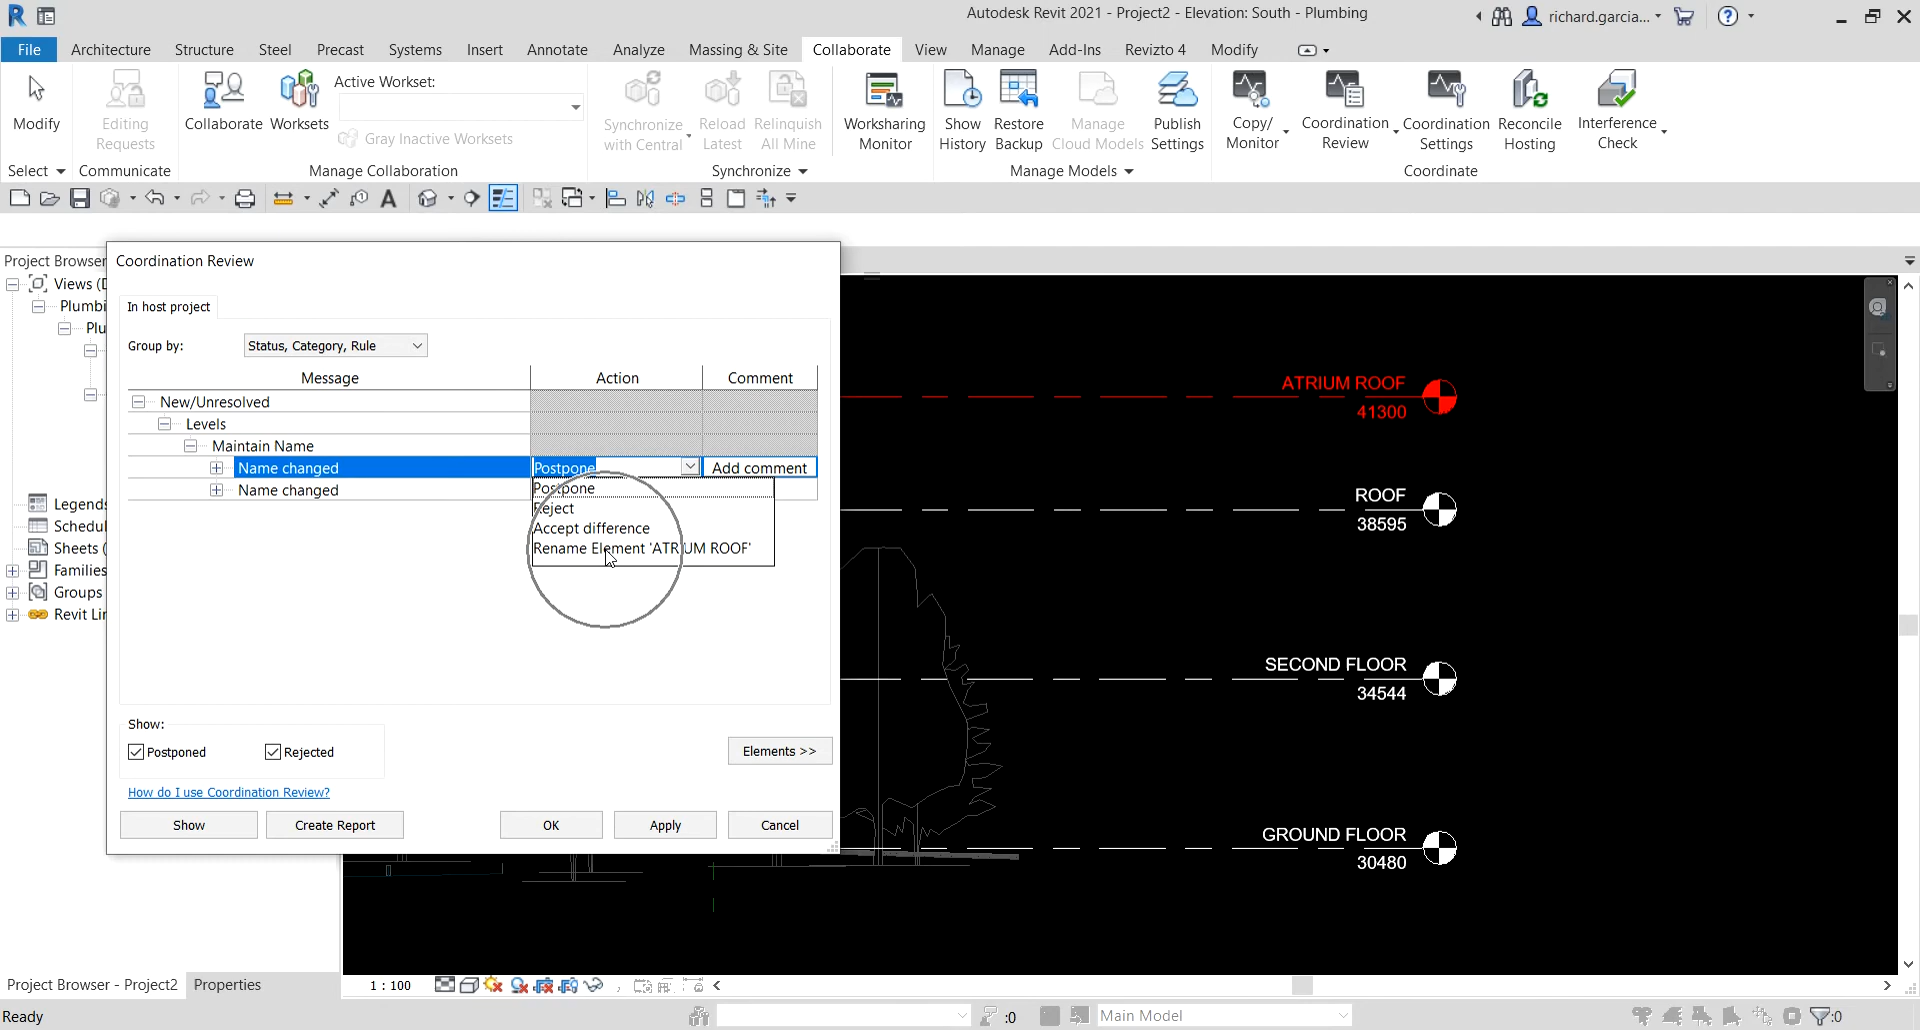 Autodesk Revit 2021 - Project2 - Elevation: South - Plumbing
richard.garcia...
File Architecture Structure Steel Precast Systems Insert Annotate Analyze Massing & Site Collaborate View Manage Add-Ins Revizto 4 Modify
Modify
Editing
Requests
Collaborate
Worksets
Active Workset:
Gray Inactive Worksets
Synchronize
with Central
Reload
Latest
Relinquish
All Mine
Worksharing
Monitor
Show
History
Restore
Backup
Manage
Cloud Models
Publish
Settings
Copy/
Monitor
Coordination
Review
Coordination
Settings
Reconcile
Hosting
Interference
Check
Select Communicate Manage Collaboration Synchronize Manage Models Coordinate
Project Browser
Views (
Plumbi
Plu
Legends
Schedul
Sheets (
Families
Groups
Revit Lin
Coordination Review
In host project
Group by: Status, Category, Rule
Message Action Comment
New/Unresolved
Levels
Maintain Name
Name changed Postpone Add comment
Name changed
Postpone
Reject
Accept difference
Rename Element 'ATRIUM ROOF'
Show:
Postponed Rejected
Elements >>
How do I use Coordination Review?
Show Create Report OK Apply Cancel
ATRIUM ROOF
41300
ROOF
38595
SECOND FLOOR
34544
GROUND FLOOR
30480
Project Browser - Project2 Properties
1 : 100
Ready
:0
Main Model
:0